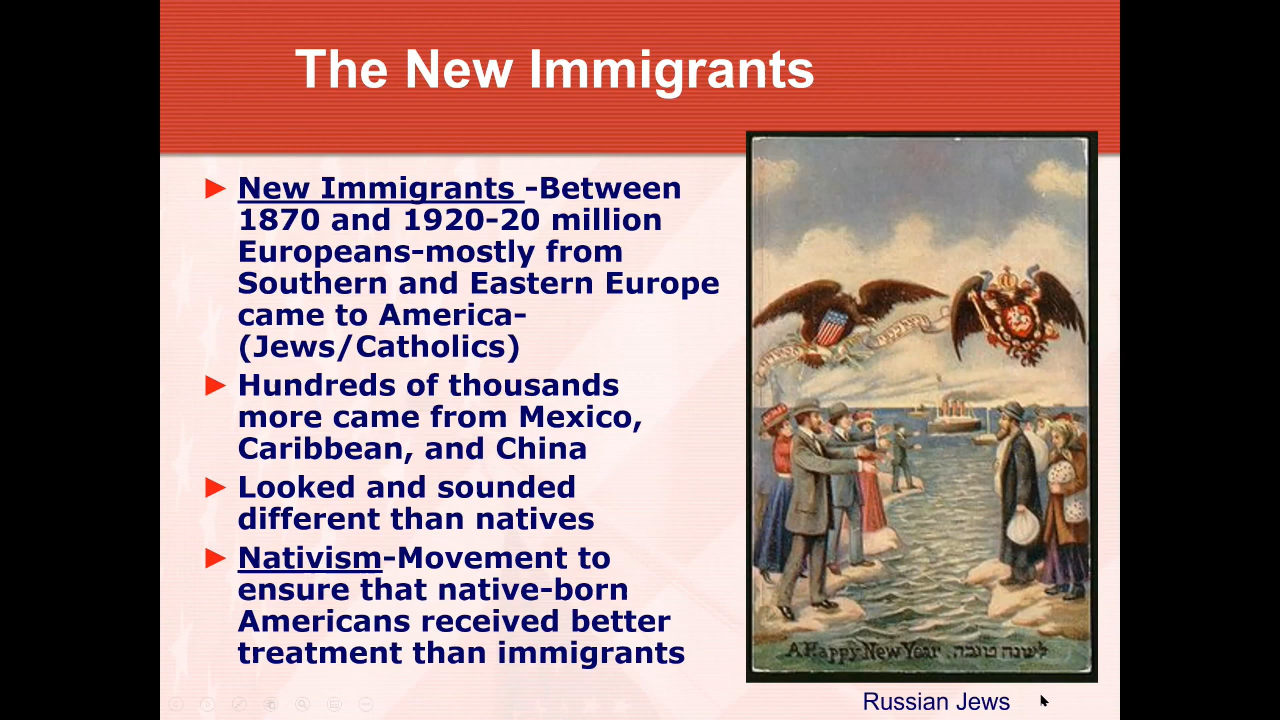 The New Immigrants
► New Immigrants -Between
1870 and 1920-20 million
Europeans-mostly from
Southern and Eastern Europe
came to America-
(Jews/Catholics)
► Hundreds of thousands
more came from Mexico,
Caribbean, and China
► Looked and sounded
different than natives
► Nativism-Movement to
ensure that native-born
Americans received better
treatment than immigrants
A Happy New Year. לשנה טובה
Russian Jews